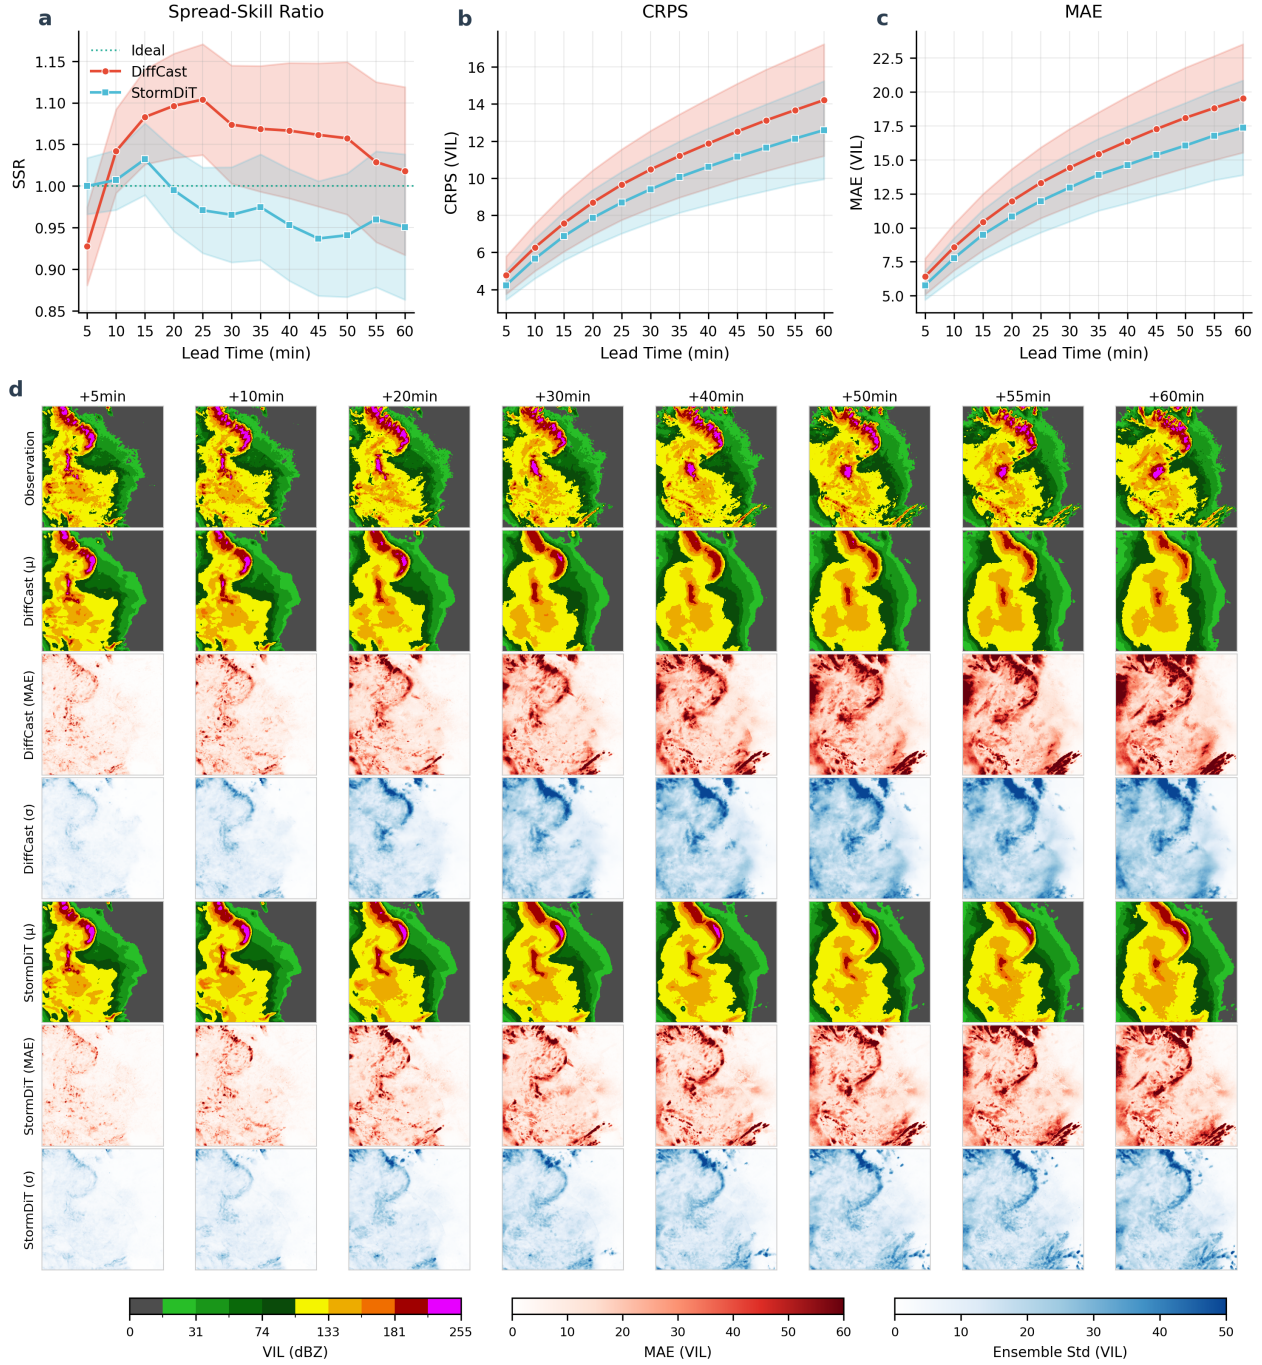 a
Spread-Skill Ratio
Ideal
DiffCast
StormDiT
SSR
1.15
1.10
1.05
1.00
0.95
0.90
0.85
5 10 15 20 25 30 35 40 45 50 55 60
Lead Time (min)
b
CRPS
CRPS (VIL)
16
14
12
10
8
6
4
5 10 15 20 25 30 35 40 45 50 55 60
Lead Time (min)
c
MAE
MAE (VIL)
22.5
20.0
17.5
15.0
12.5
10.0
7.5
5.0
5 10 15 20 25 30 35 40 45 50 55 60
Lead Time (min)
d
+5min +10min +20min +30min +40min +50min +55min +60min
Observation
DiffCast (μ)
DiffCast (MAE)
DiffCast (σ)
StormDiT (μ)
StormDiT (MAE)
StormDiT (σ)
0 31 74 133 181 255
VIL (dBZ)
0 10 20 30 40 50 60
MAE (VIL)
0 10 20 30 40 50
Ensemble Std (VIL)